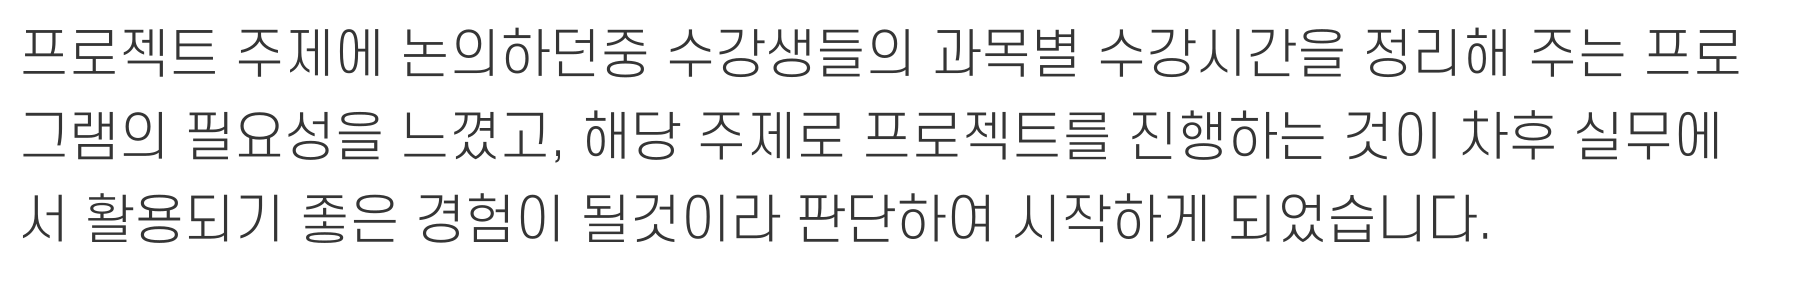 프로젝트 주제에 논의하던중 수강생들의 과목별 수강시간을 정리해 주는 프로
그램의 필요성을 느꼈고, 해당 주제로 프로젝트를 진행하는 것이 차후 실무에
서 활용되기 좋은 경험이 될것이라 판단하여 시작하게 되었습니다.